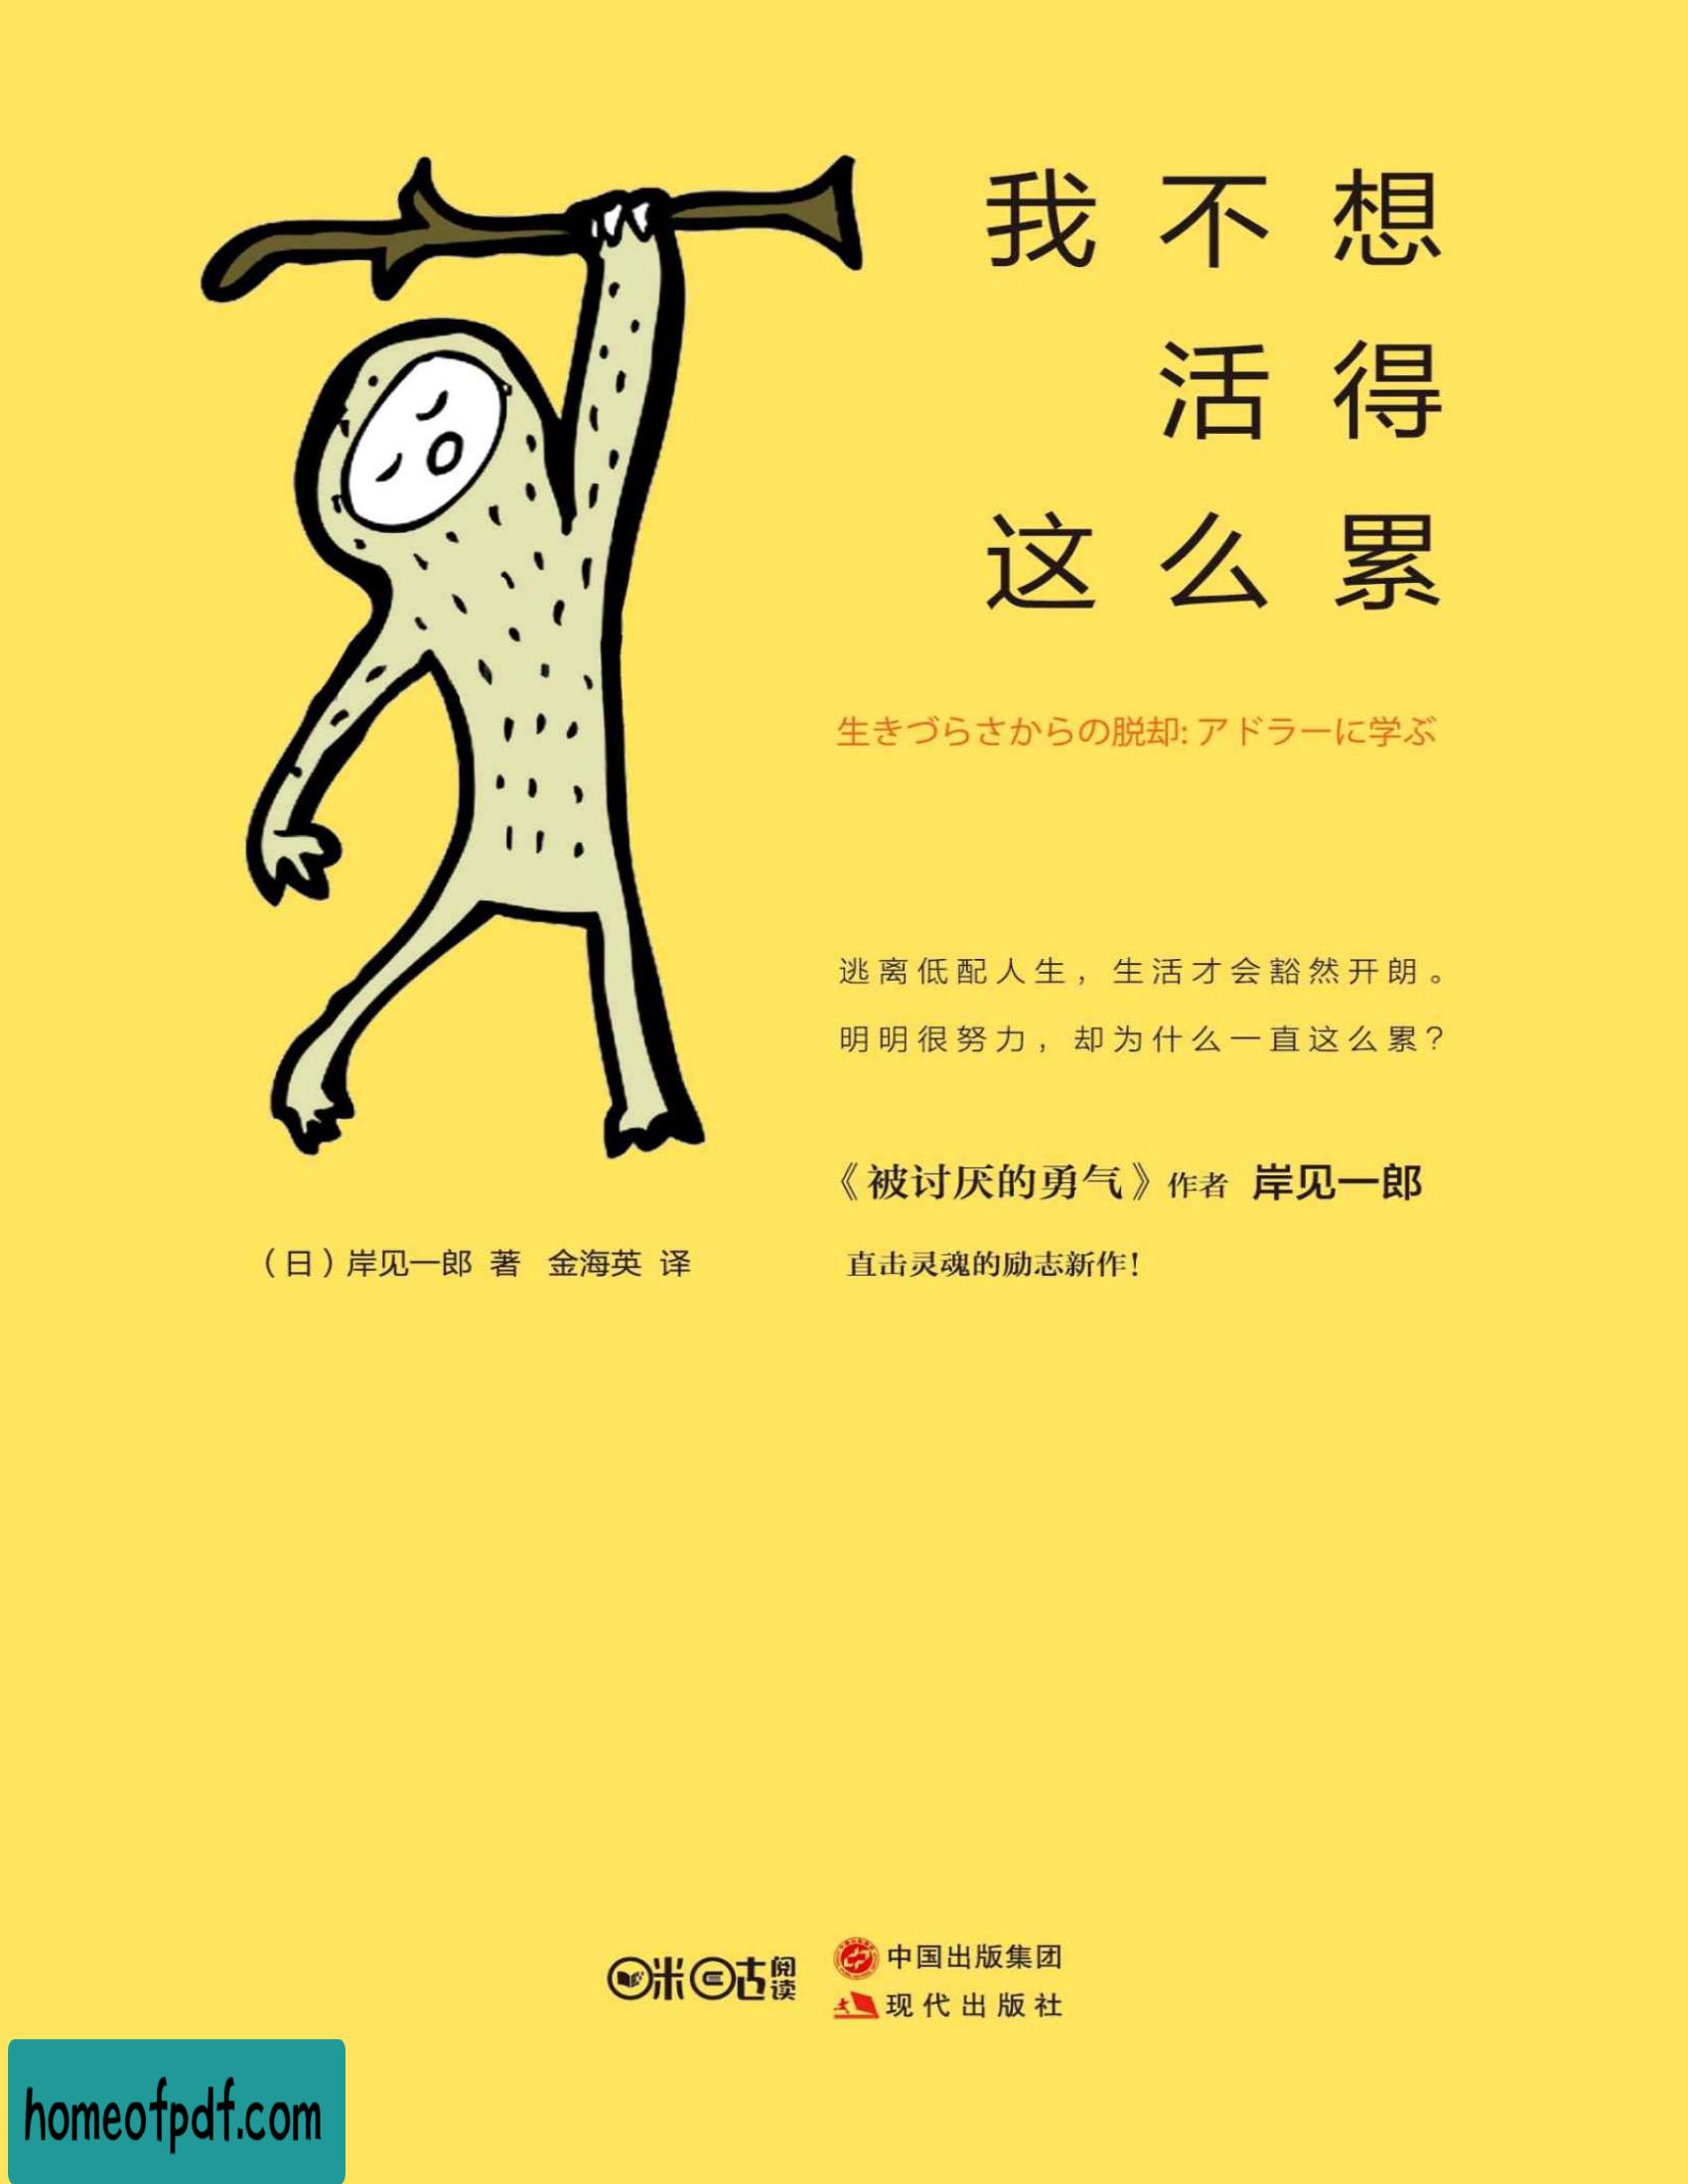 我不想
活得
这么累
生きづらさからの脱却: アドラーに学ぶ
逃离低配人生，生活才会豁然开朗。
明明很努力，却为什么一直这么累？
《被讨厌的勇气》作者 岸见一郎
直击灵魂的励志新作！
（日）岸见一郎 著 金海英 译
咪咕阅读
中国出版集团
现代出版社
homeofpdf.com